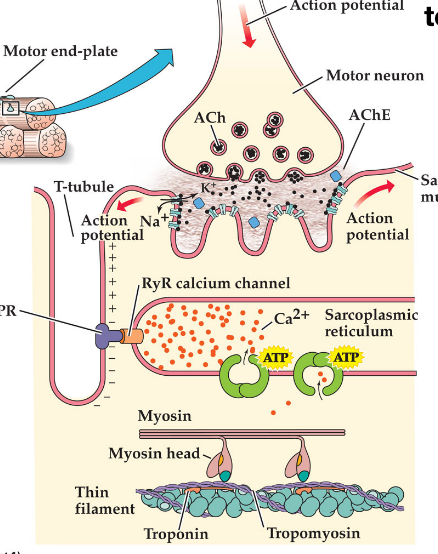 Action potential
Motor end-plate
Motor neuron
ACh
AChE
K+
T-tubule
Na+
Action
potential
Action
potential
RyR calcium channel
PR
Ca2+
Sarcoplasmic
reticulum
ATP
ATP
Myosin
Myosin head
Thin
filament
Troponin
Tropomyosin